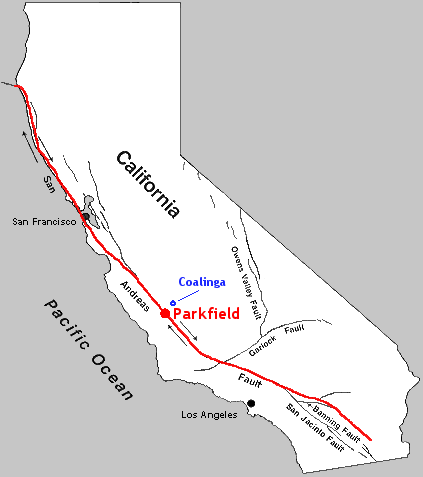 California
San
San Francisco
Coalinga
Owens Valley Fault
Andreas
Parkfield
Pacific Ocean
Garlock Fault
Fault
Los Angeles
Banning Fault
San Jacinto Fault